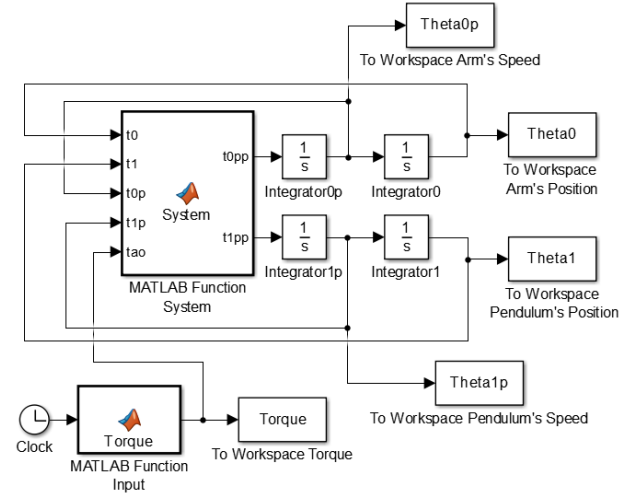 Theta0p
To Workspace Arm's Speed
t0
t1
t0p
t1p
tao
System
t0pp
t1pp
MATLAB Function
System
1
s
Integrator0p
1
s
Integrator0
Theta0
To Workspace
Arm's Position
1
s
Integrator1p
1
s
Integrator1
Theta1
To Workspace
Pendulum's Position
Theta1p
To Workspace Pendulum's Speed
Clock
Torque
MATLAB Function
Input
Torque
To Workspace Torque